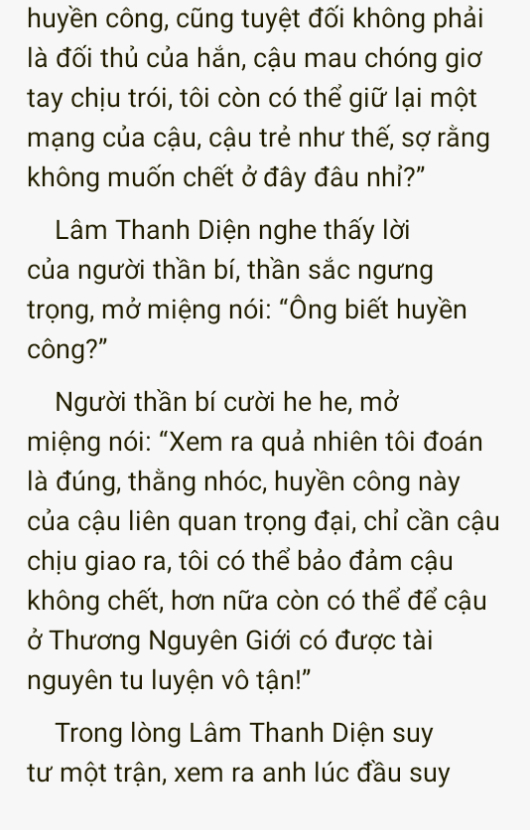 huyền công, cũng tuyệt đối không phải
là đối thủ của hắn, cậu mau chóng giơ
tay chịu trói, tôi còn có thể giữ lại một
mạng của cậu, cậu trẻ như thế, sợ rằng
không muốn chết ở đây đâu nhỉ?”
Lâm Thanh Diện nghe thấy lời
của người thần bí, thần sắc ngưng
trọng, mở miệng nói: “Ông biết huyền
công?”
Người thần bí cười he he, mở
miệng nói: “Xem ra quả nhiên tôi đoán
là đúng, thằng nhóc, huyền công này
của cậu liên quan trọng đại, chỉ cần cậu
chịu giao ra, tôi có thể bảo đảm cậu
không chết, hơn nữa còn có thể để cậu
ở Thương Nguyên Giới có được tài
nguyên tu luyện vô tận!”
Trong lòng Lâm Thanh Diện suy
tư một trận, xem ra anh lúc đầu suy